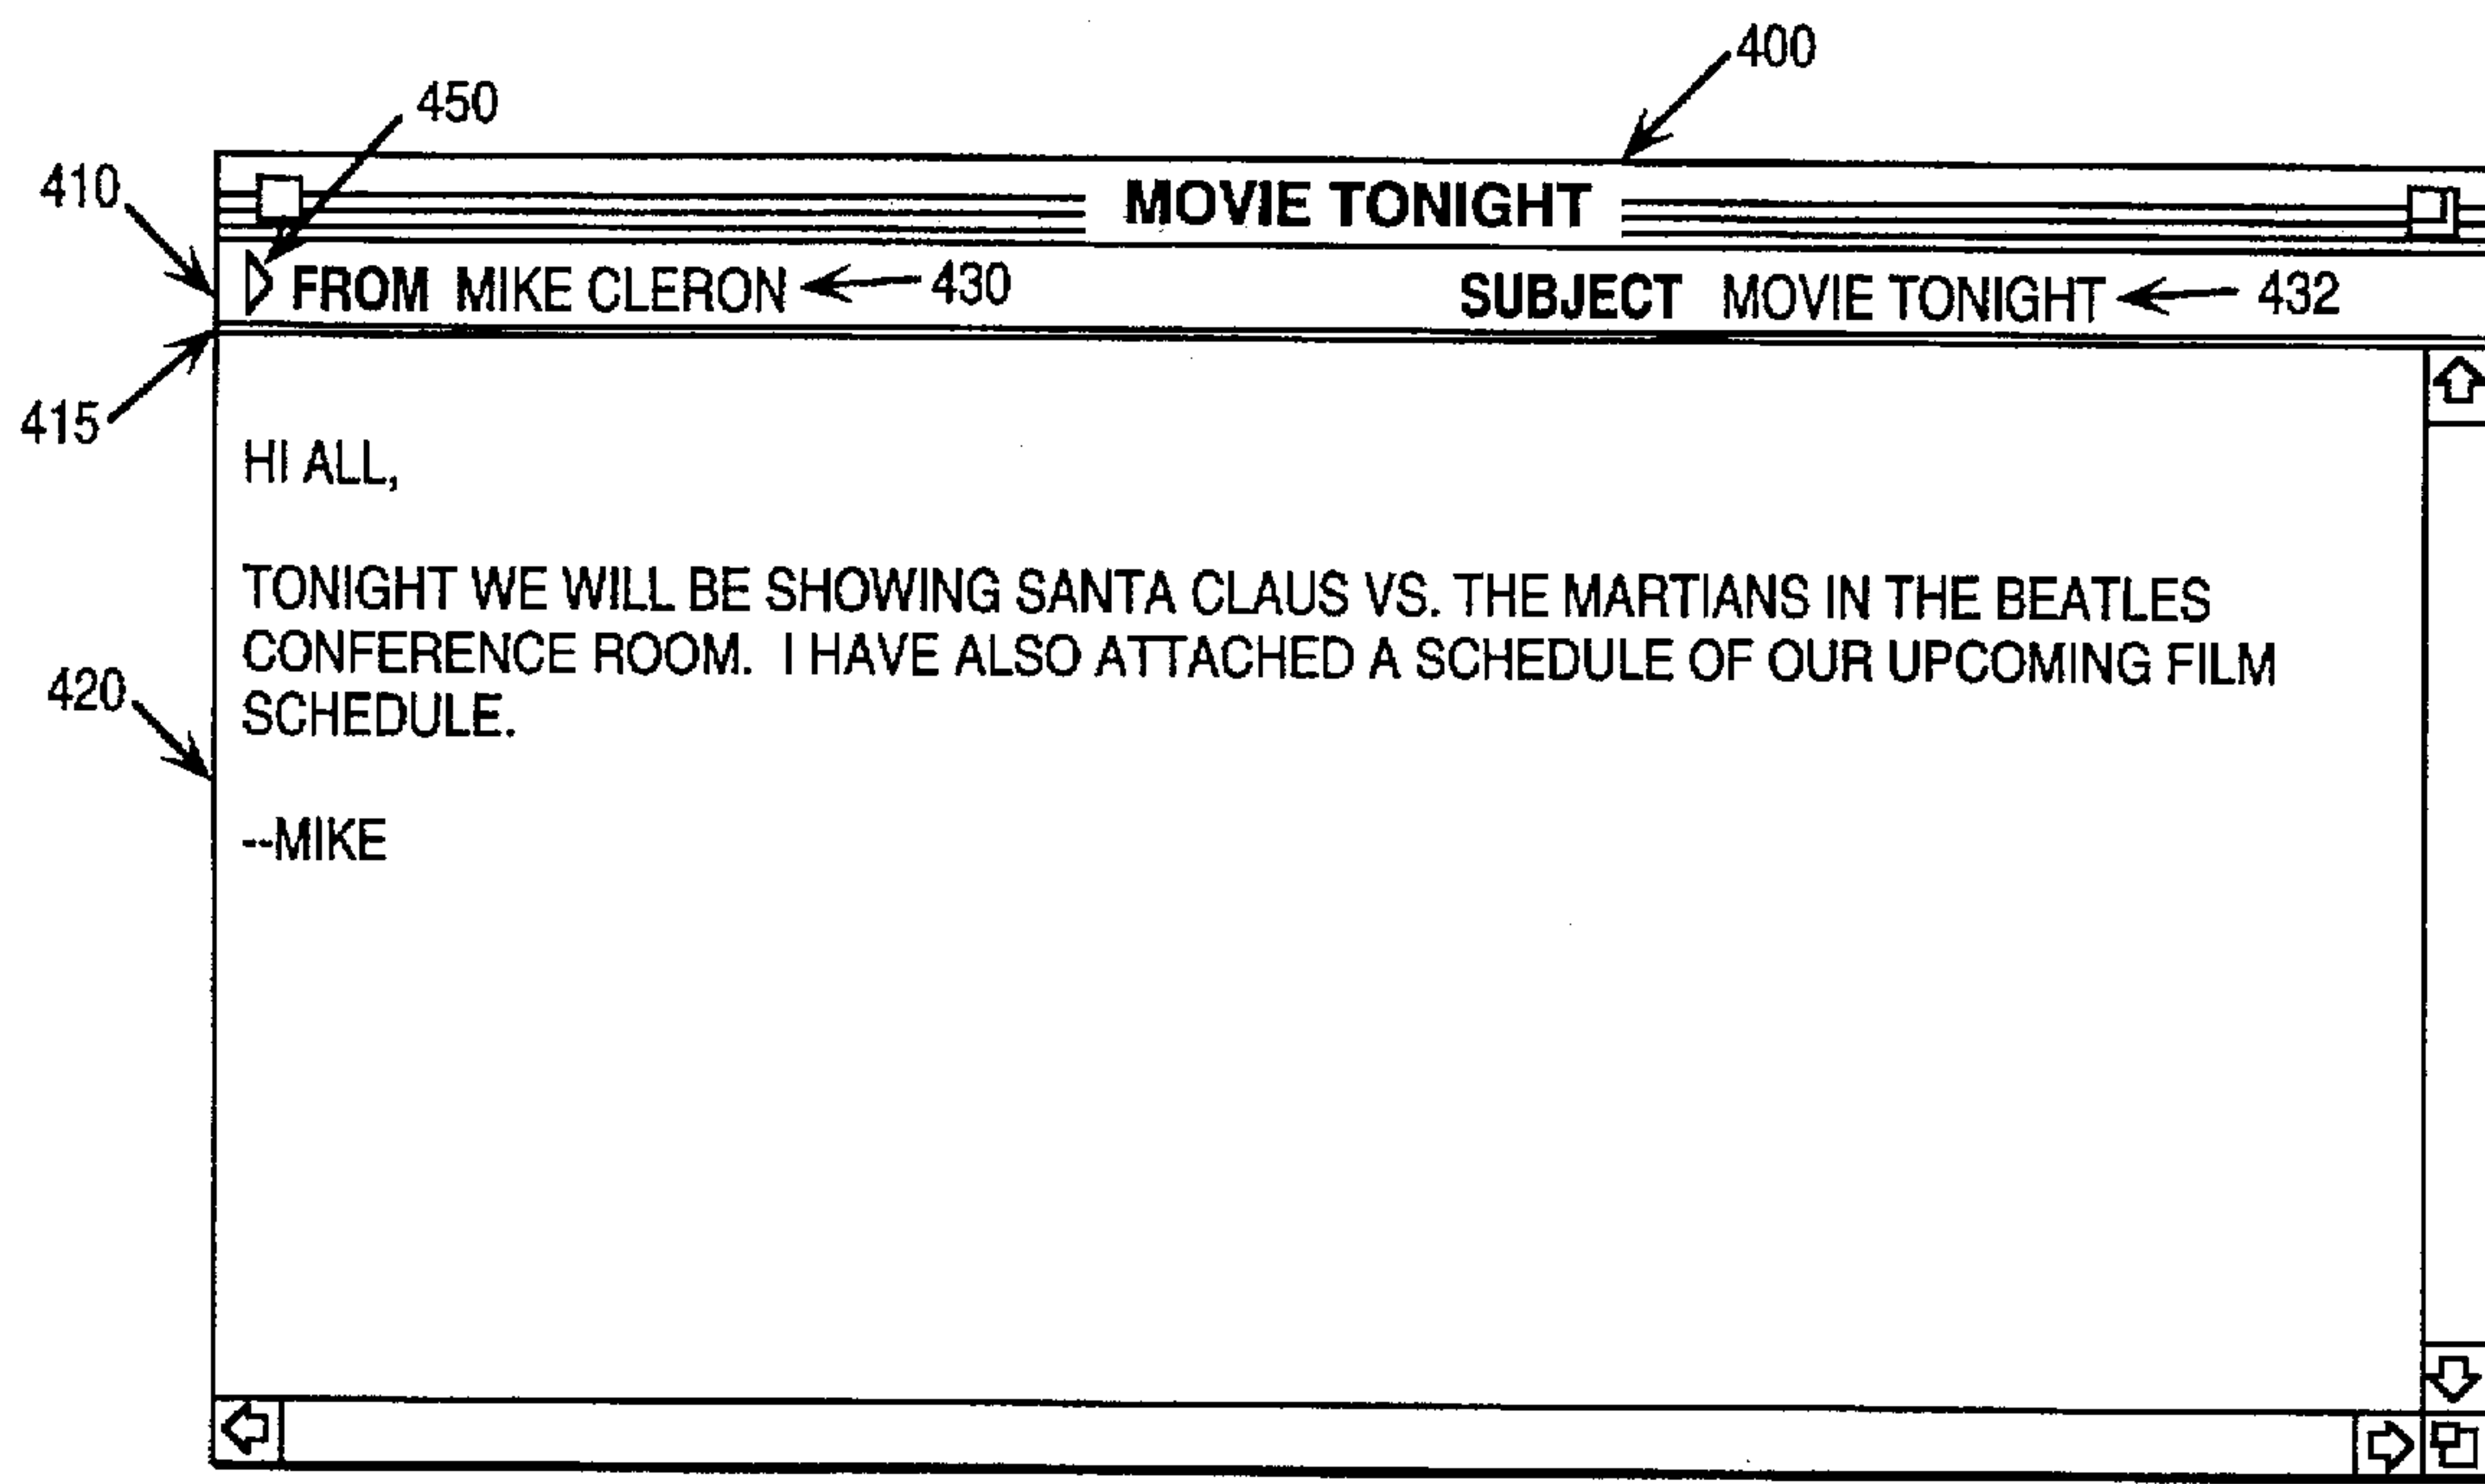 400
450
410
MOVIE TONIGHT
FROM MIKE CLERON 430 SUBJECT MOVIE TONIGHT 432
415
HI ALL,
TONIGHT WE WILL BE SHOWING SANTA CLAUS VS. THE MARTIANS IN THE BEATLES
CONFERENCE ROOM. I HAVE ALSO ATTACHED A SCHEDULE OF OUR UPCOMING FILM
420
SCHEDULE.
--MIKE